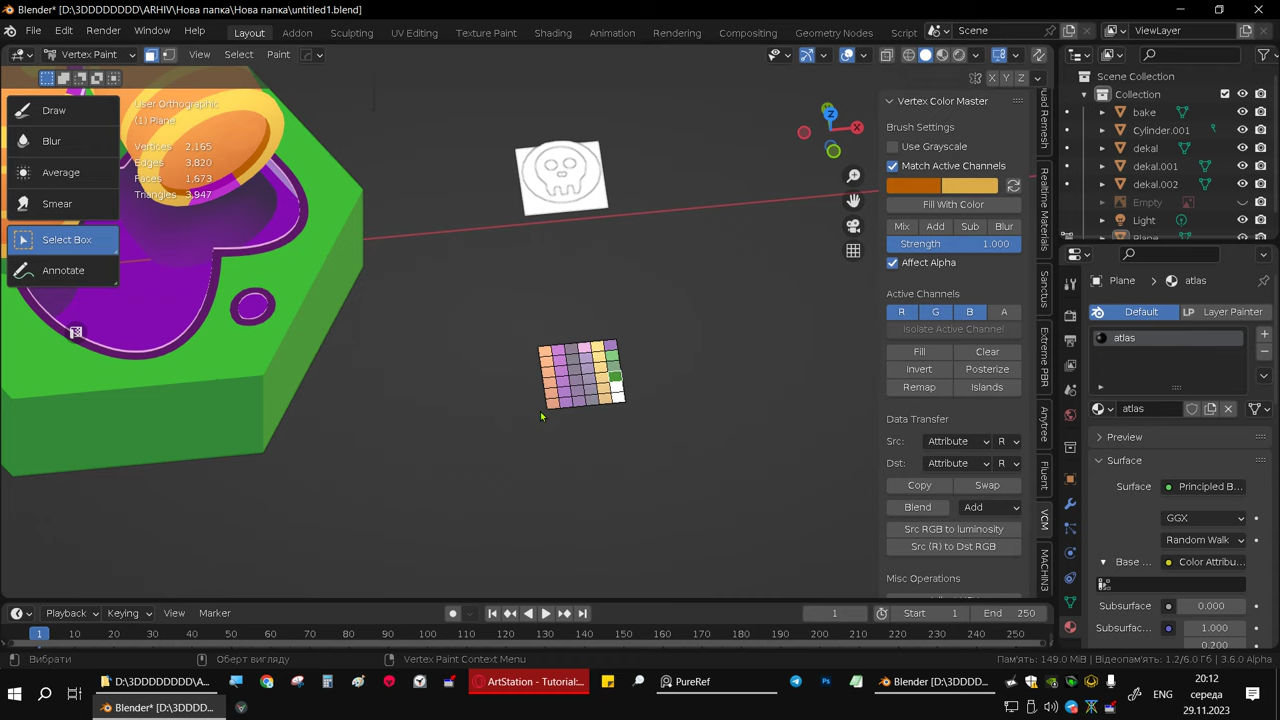 Blender* [D:\3DDDDDDD\ARHIV\Нова папка\Нова папка\untitled1.blend]
File Edit Render Window Help Layout Addon Sculpting UV Editing Texture Paint Shading Animation Rendering Compositing Geometry Nodes Script Scene ViewLayer
Vertex Paint View Select Paint
X Y Z
Draw
Blur
Average
Smear
Select Box
Annotate
User Orthographic
(1) Plane
Vertices 2,165
Edges 3,820
Faces 1,673
Triangles 3,947
Z
X
Vertex Color Master
Brush Settings
Use Grayscale
Match Active Channels
Fill With Color
Mix Add Sub Blur
Strength 1.000
Affect Alpha
Active Channels
R G B A
Isolate Active Channel
Fill Clear
Invert Posterize
Remap Islands
Data Transfer
Src: Attribute R
Dst: Attribute R
Copy Swap
Blend Add
Src RGB to luminosity
Src (R) to Dst RGB
Misc Operations
uad Remesh
Realtime Materials
Sanctus
Extreme PBR
Anytree
Fluent
VCM
MACHIN3
Scene Collection
Collection
bake
Cylinder.001
dekal
dekal.001
dekal.002
Empty
Light
Plane
Plane atlas
Default LP Layer Painter
atlas
atlas
Preview
Surface
Surface Principled B...
GGX
Random Walk
Base ... Color Attribu...
Subsurface 0.000
Subsurfac... 1.000
0.200
Playback Keying View Marker 1 Start 1 End 250
1 10 20 30 40 50 60 70 80 90 100 110 120 130 140 150 160 170 180 190 200 210 220 230 240 250
Вибрати Оберт вигляду Vertex Paint Context Menu Пам'ять: 149.0 MiB | Відеопам'ять: 1.2/6.0 Гб | 3.6.0 Alpha
D:\3DDDDDDDD\A... ArtStation - Tutorial:... PureRef Blender [D:\3DDDD...
Blender* [D:\3DDD...
ENG
20:12
середа
29.11.2023